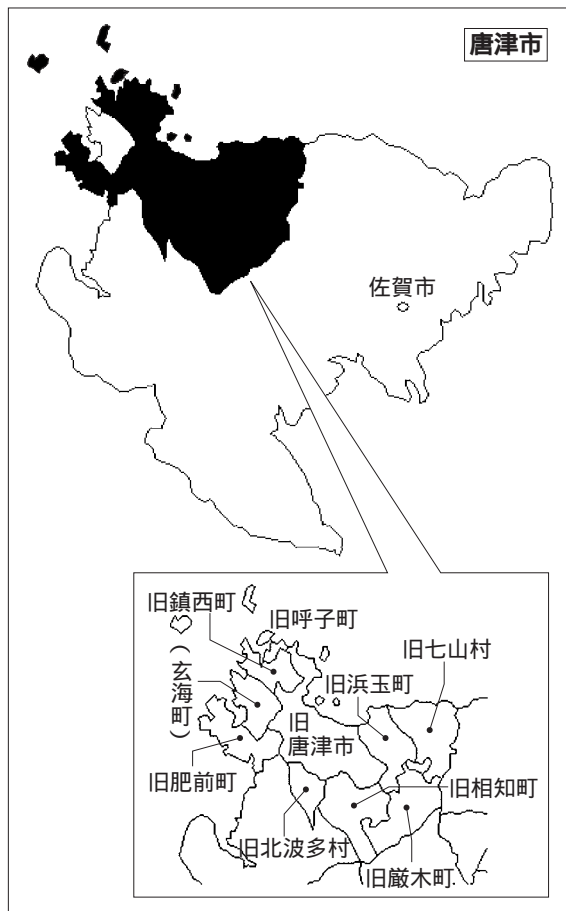 唐津市
佐賀市
旧鎮西町
旧呼子町
旧七山村
(玄海町)
旧浜玉町
旧
唐津市
旧肥前町
旧相知町
旧北波多村
旧厳木町